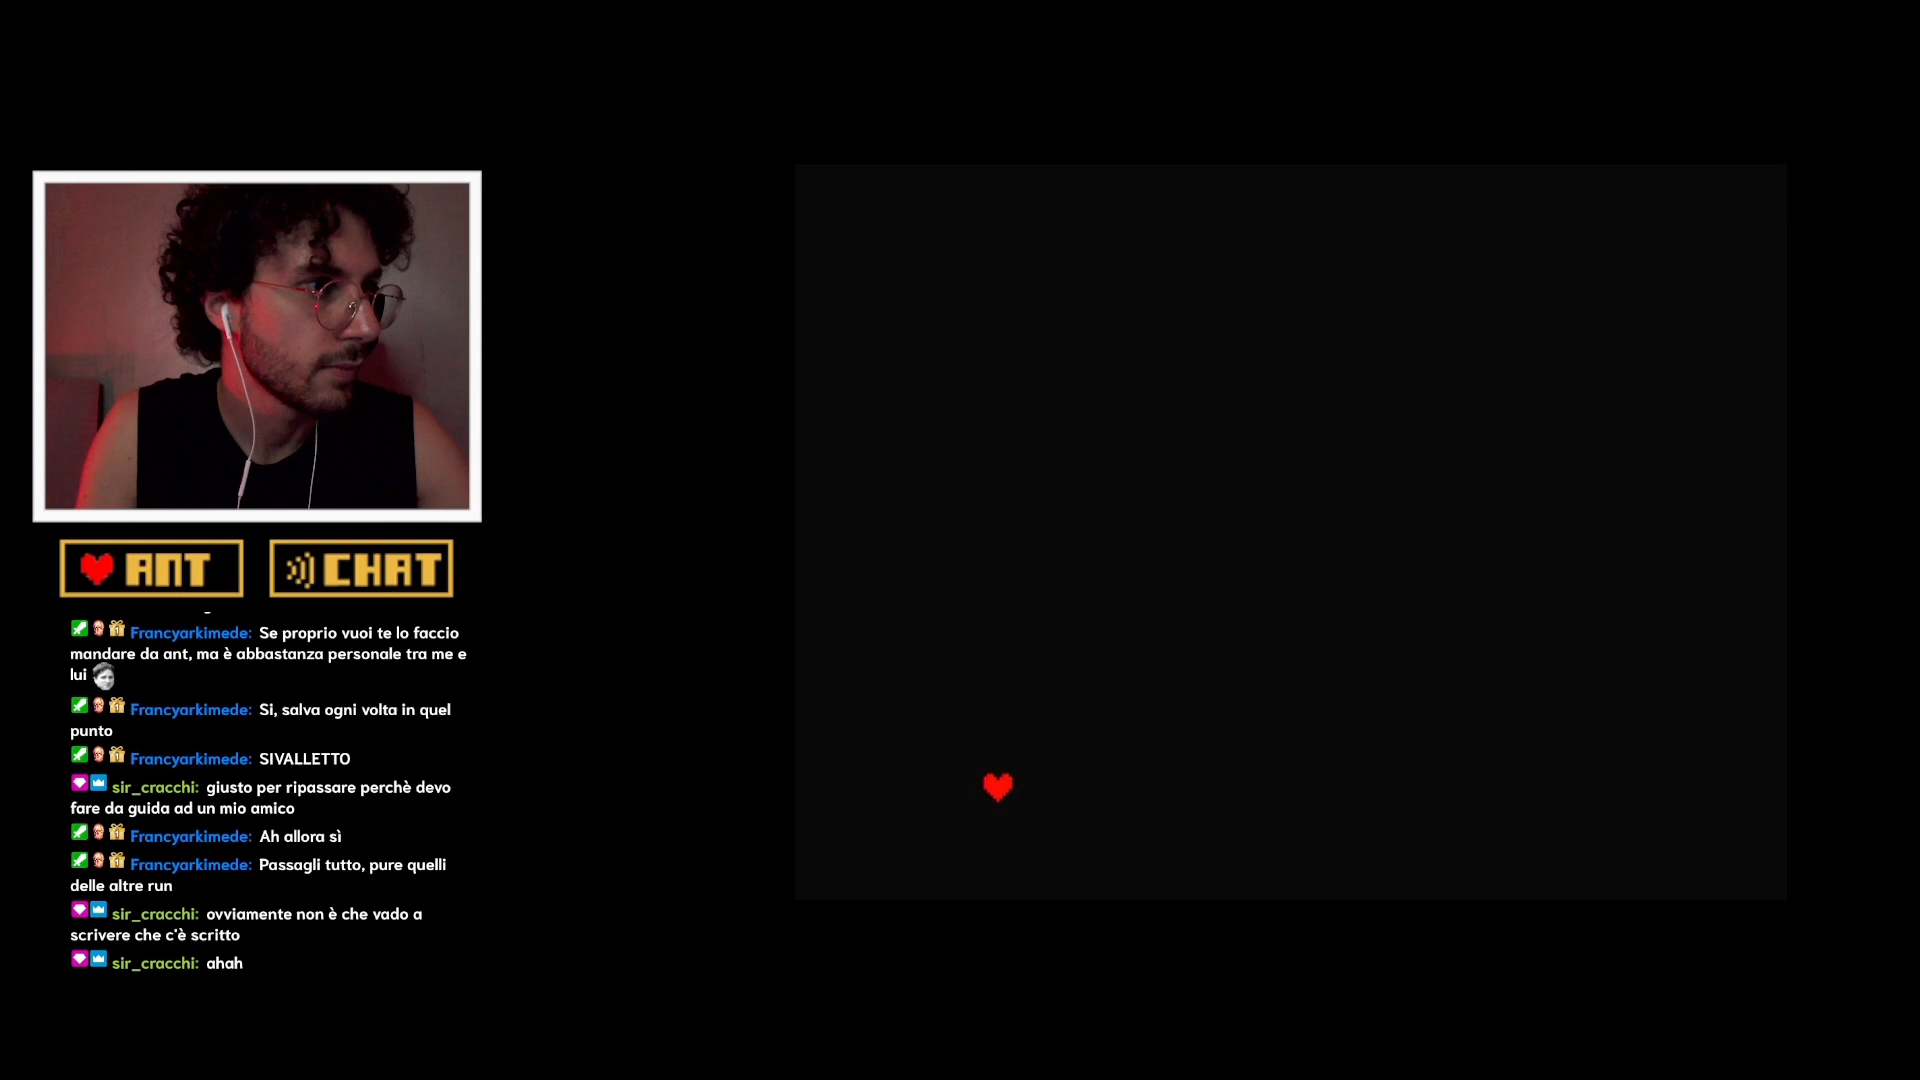 ANT CHAT
Francyarkimede: Se proprio vuoi te lo faccio
mandare da ant, ma è abbastanza personale tra me e
lui
Francyarkimede: Si, salva ogni volta in quel
punto
Francyarkimede: SIVALLETTO
sir_cracchi: giusto per ripassare perchè devo
fare da guida ad un mio amico
Francyarkimede: Ah allora sì
Francyarkimede: Passagli tutto, pure quelli
delle altre run
sir_cracchi: ovviamente non è che vado a
scrivere che c'è scritto
sir_cracchi: ahah